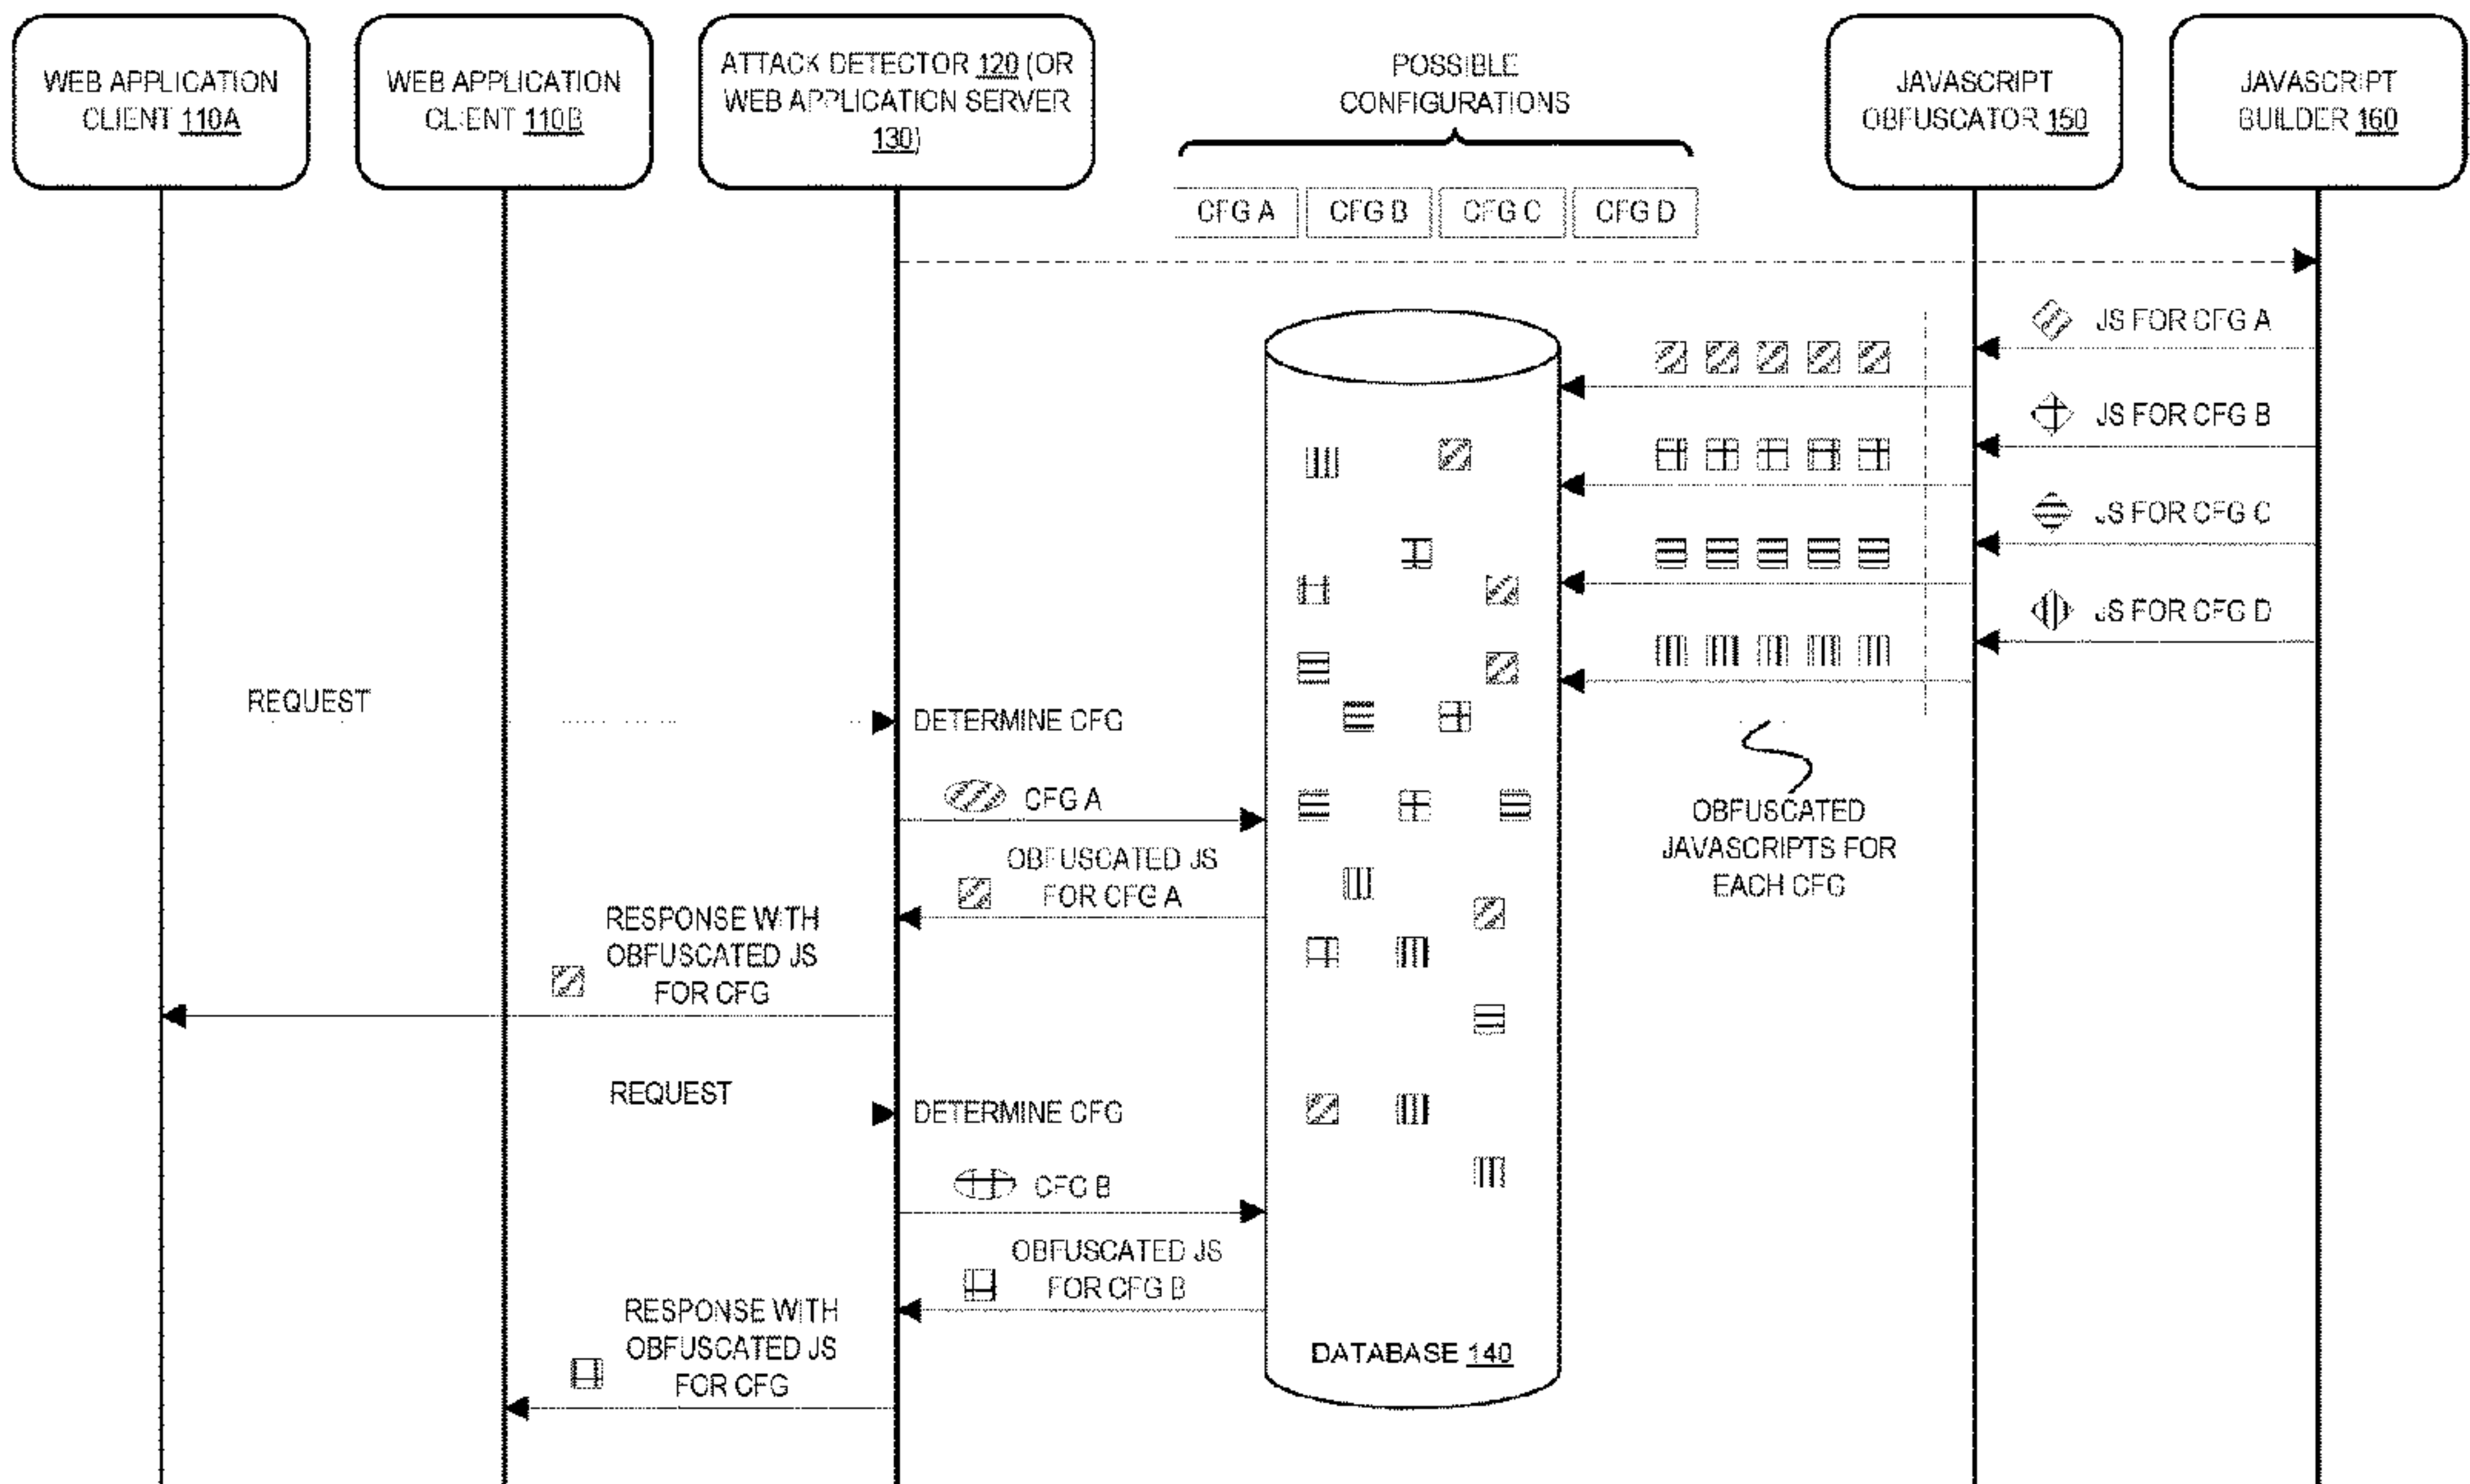 WEB APPLICATION
CLIENT 110A
WEB APPLICATION
CLIENT 110B
ATTACK DETECTOR 120 (OR
WEB APPLICATION SERVER
130)
POSSIBLE
CONFIGURATIONS
JAVASCRIPT
OBFUSCATOR 150
JAVASCRIPT
BUILDER 160
CFG A
CFG B
CFG C
CFG D
JS FOR CFG A
JS FOR CFG B
JS FOR CFG C
JS FOR CFG D
REQUEST
DETERMINE CFG
CFG A
OBFUSCATED JS
FOR CFG A
RESPONSE WITH
OBFUSCATED JS
FOR CFG
OBFUSCATED
JAVASCRIPTS FOR
EACH CFG
REQUEST
DETERMINE CFG
CFG B
OBFUSCATED JS
FOR CFG B
RESPONSE WITH
OBFUSCATED JS
FOR CFG
DATABASE 140